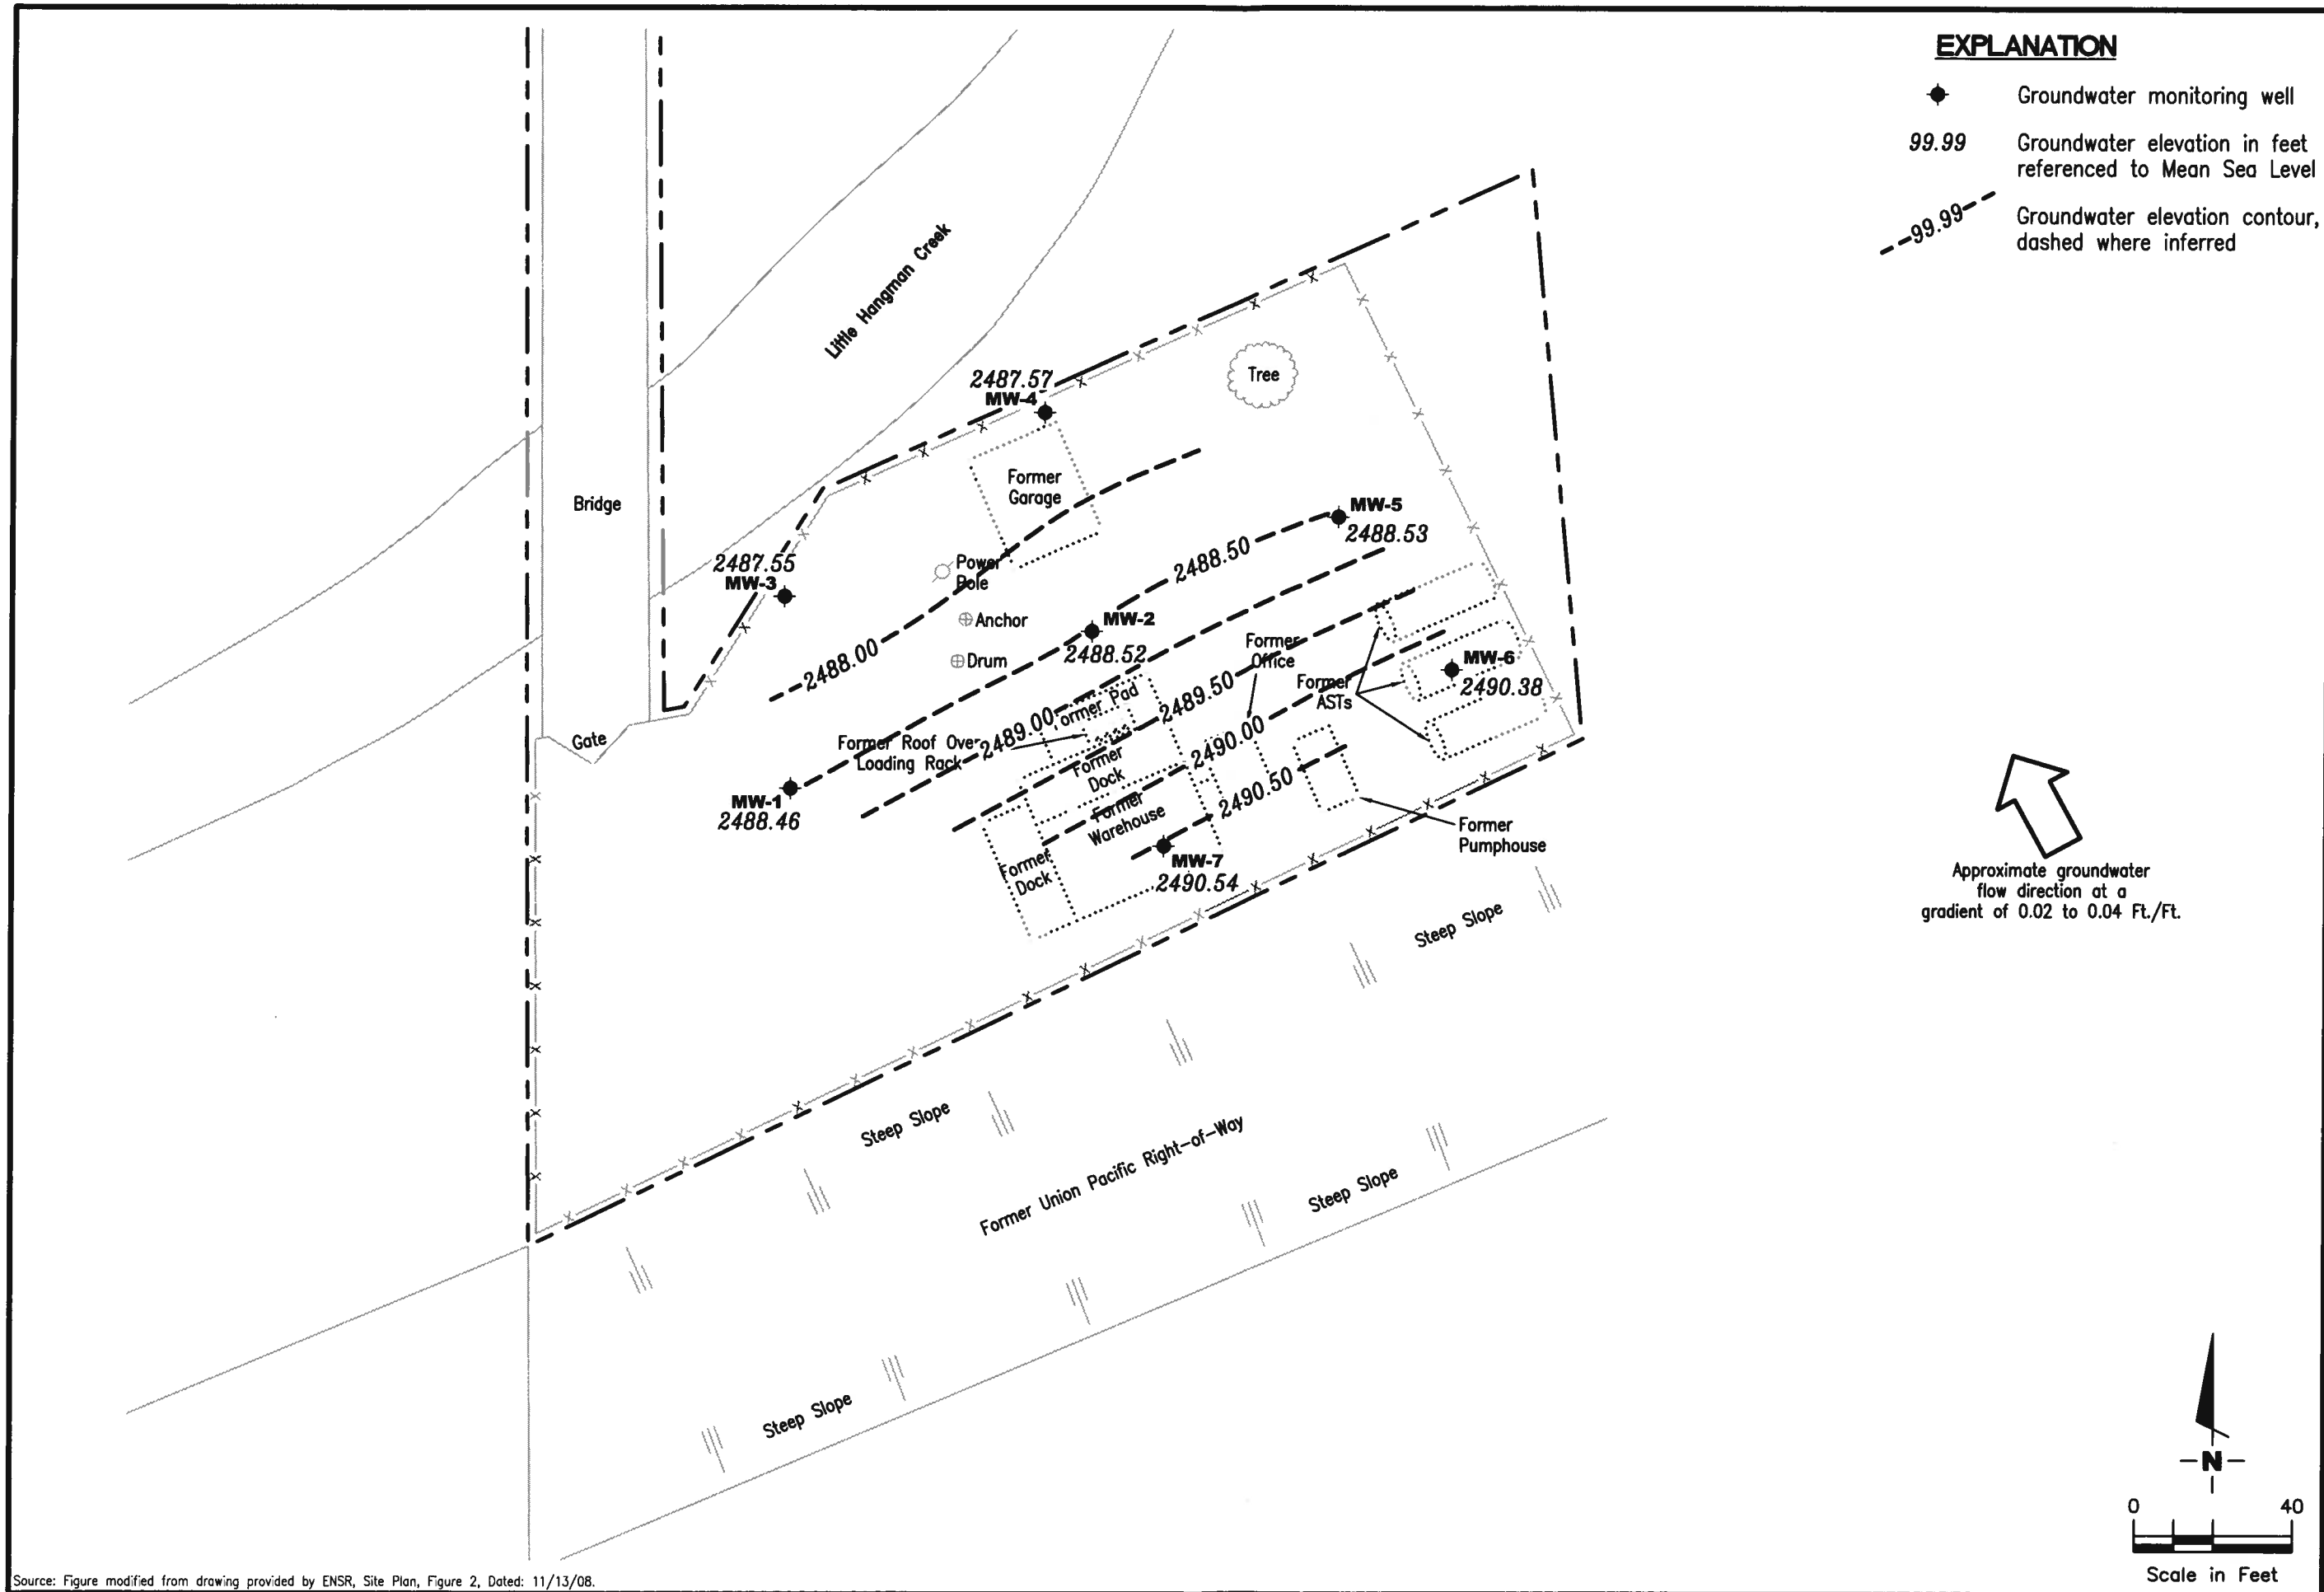 EXPLANATION
Groundwater monitoring well
99.99
Groundwater elevation in feet
referenced to Mean Sea Level
99.99
Groundwater elevation contour,
dashed where inferred
Little Hangman Creek
Tree
2487.57
MW-4
Former
Garage
Bridge
MW-5
2488.53
2488.50
2487.55
MW-3
Power
Pole
Anchor
MW-2
2488.52
Drum
2488.00
Former
Office
MW-6
2490.38
Former
ASTs
2489.50
Former Pad
2489.00
Gate
Former Roof Over
Loading Rack
2490.00
Former
Dock
MW-1
2488.46
2490.50
Former
Warehouse
Former
Pumphouse
Former
Dock
MW-7
2490.54
Approximate groundwater
flow direction at a
gradient of 0.02 to 0.04 Ft./Ft.
Steep Slope
Steep Slope
Former Union Pacific Right-of-Way
Steep Slope
Steep Slope
N
0 40
Scale in Feet
Source: Figure modified from drawing provided by ENSR, Site Plan, Figure 2, Dated: 11/13/08.